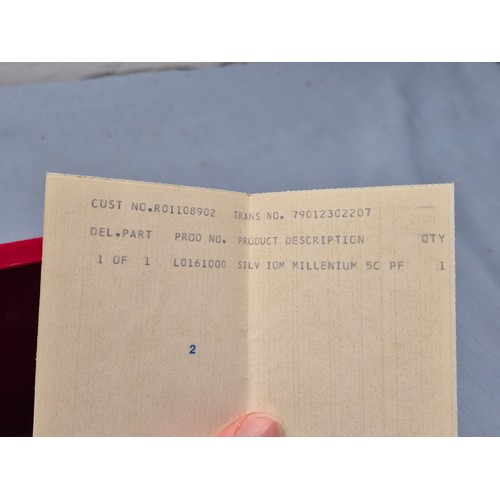 CUST NO.R01108902 TRANS NO. 79012302207
DEL.PART PROD NO. PRODUCT DESCRIPTION QTY
1 OF 1 L0161000 SILV IOM MILLENIUM 5C PF 1
2